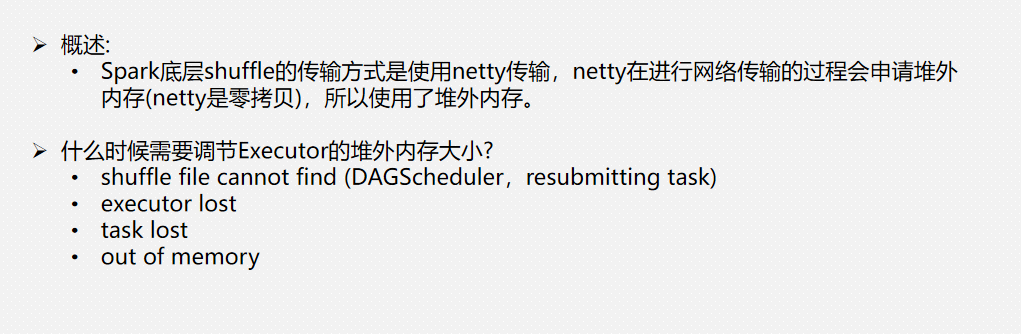 ➢ 概述:
• Spark底层shuffle的传输方式是使用netty传输，netty在进行网络传输的过程会申请堆外
内存(netty是零拷贝)，所以使用了堆外内存。
➢ 什么时候需要调节Executor的堆外内存大小?
• shuffle file cannot find (DAGScheduler，resubmitting task)
• executor lost
• task lost
• out of memory